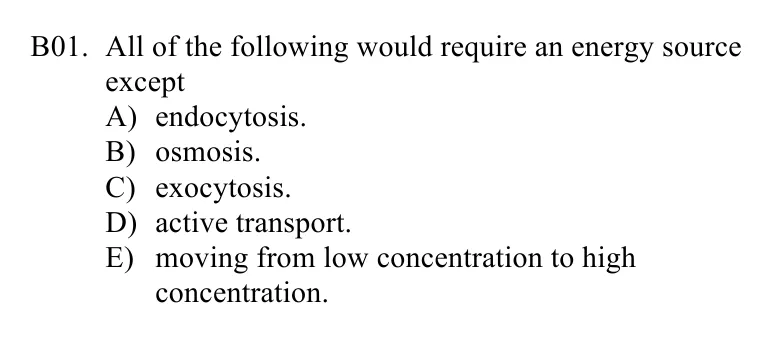 B01. All of the following would require an energy source
except
A) endocytosis.
B) osmosis.
C) exocytosis.
D) active transport.
E) moving from low concentration to high
concentration.